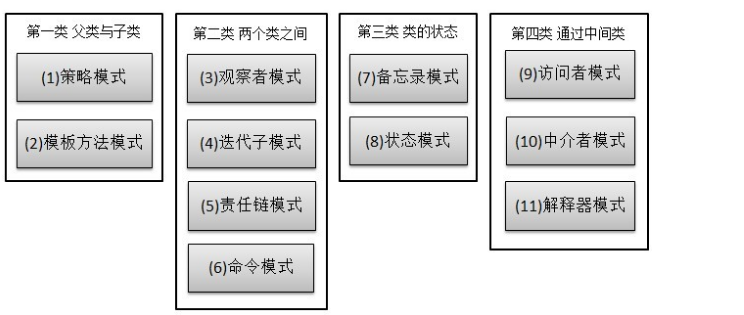 第一类 父类与子类
(1)策略模式
(2)模板方法模式
第二类 两个类之间
(3)观察者模式
(4)迭代子模式
(5)责任链模式
(6)命令模式
第三类 类的状态
(7)备忘录模式
(8)状态模式
第四类 通过中间类
(9)访问者模式
(10)中介者模式
(11)解释器模式